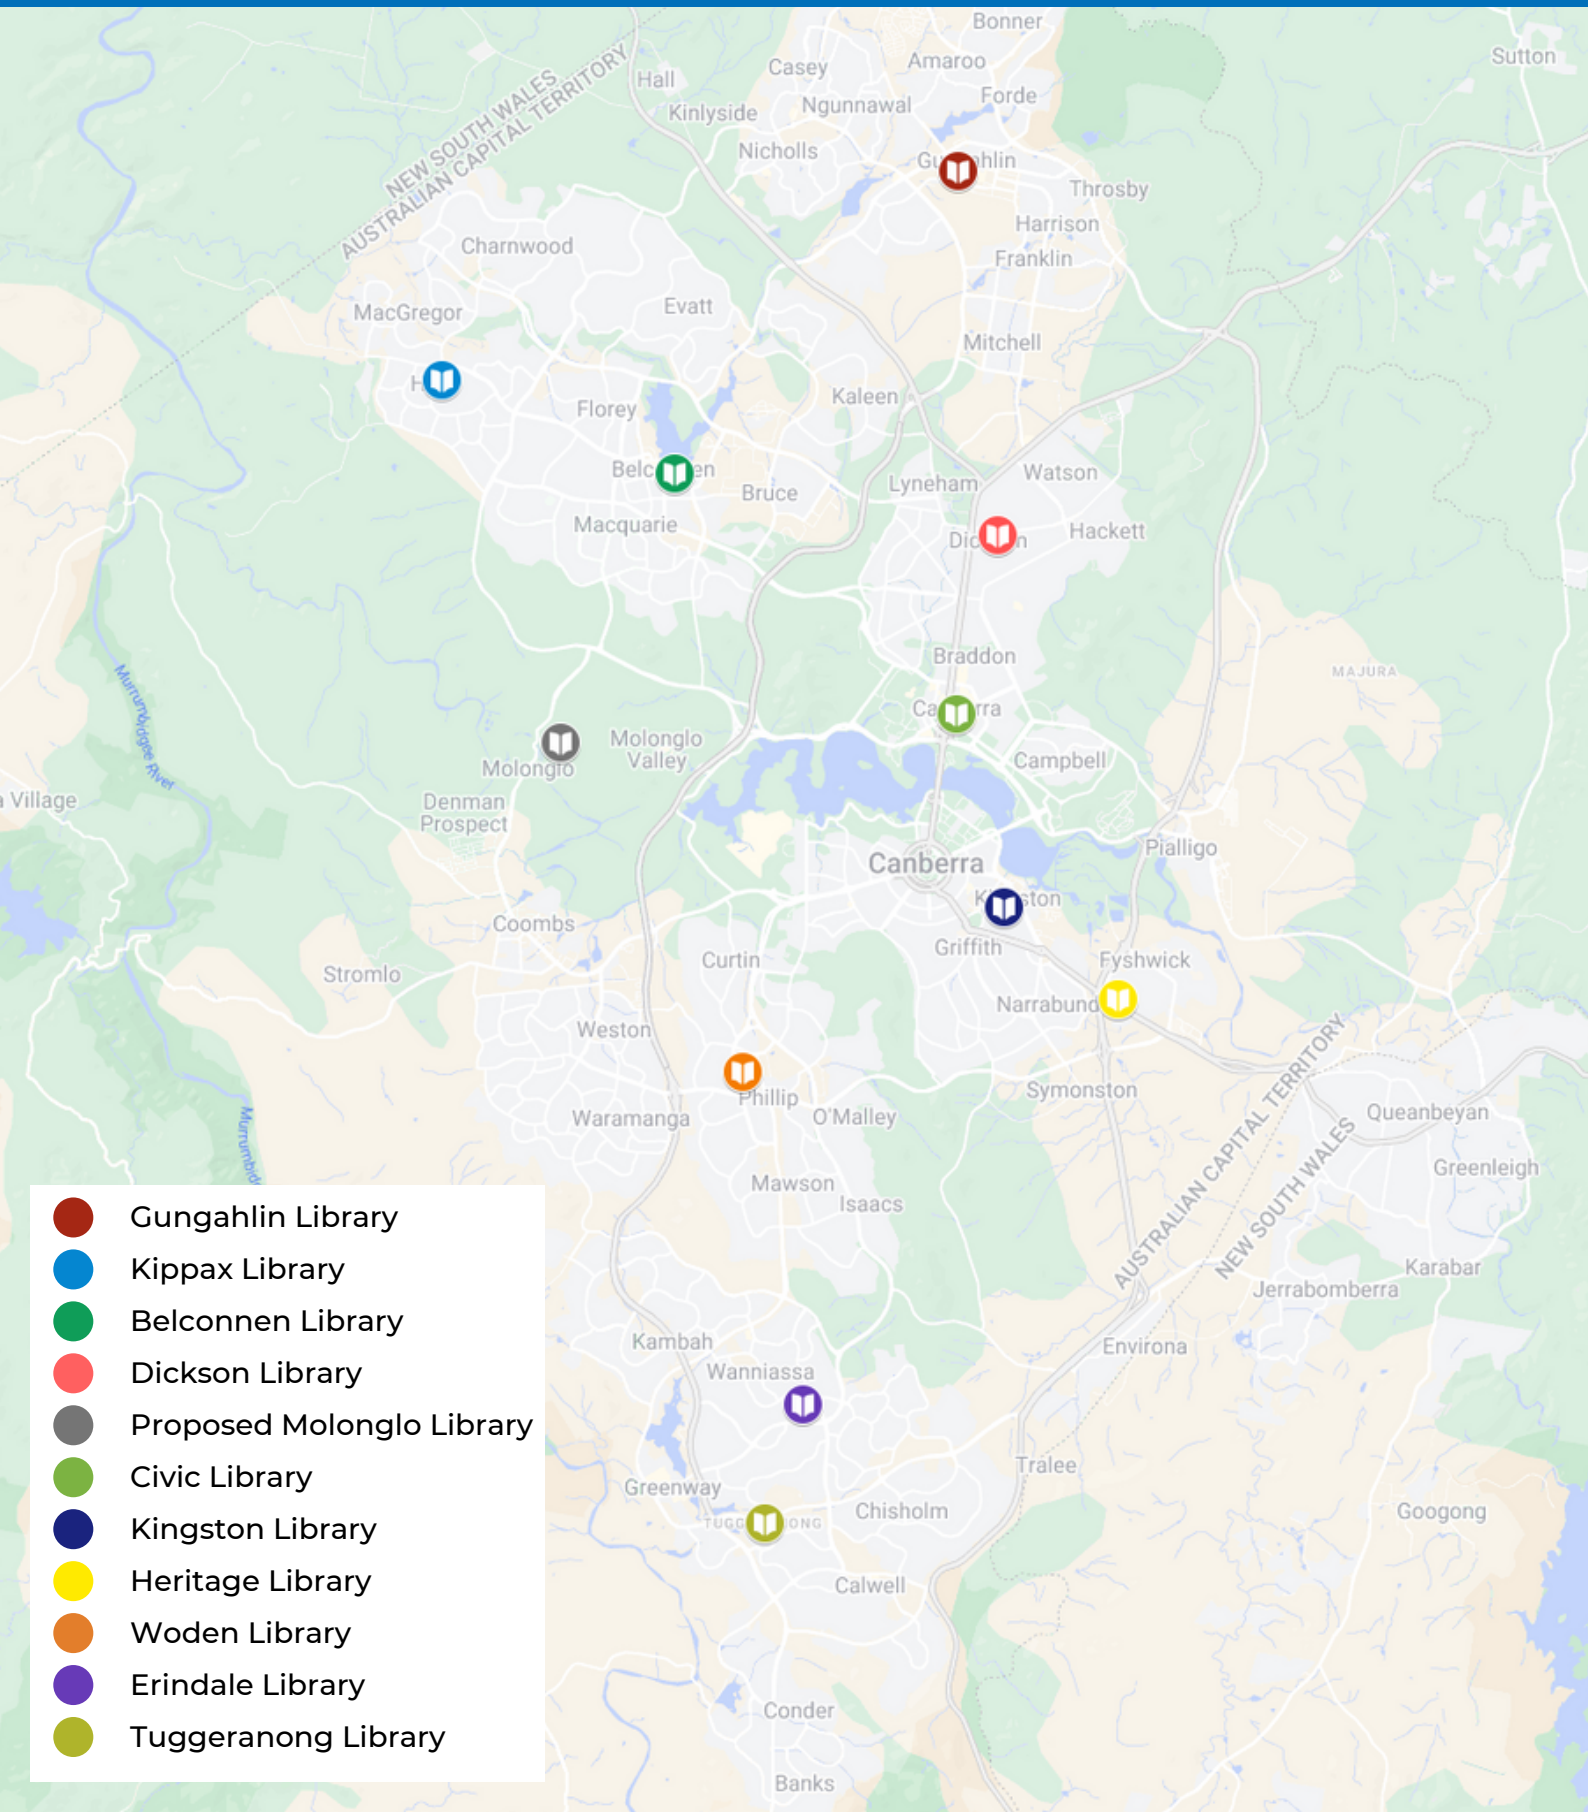 Bonner
Sutton
Amaroo
Casey
Hall
Forde
Ngunnawal
Kinlyside
NEW SOUTH WALES
AUSTRALIAN CAPITAL TERRITORY
Nicholls
Throsby
Harrison
Charnwood
Franklin
Evatt
MacGregor
Mitchell
Kaleen
Florey
Watson
Lyneham
Bruce
Macquarie
Hackett
Braddon
MAJURA
Murrumbidgee River
Molonglo
Valley
Campbell
Molonglo
Denman
Prospect
Village
Pialligo
Canberra
Coombs
Griffith
Curtin
Fyshwick
Stromlo
Weston
Symonston
Phillip
O'Malley
Waramanga
Queanbeyan
AUSTRALIAN CAPITAL TERRITORY
NEW SOUTH WALES
Greenleigh
Mawson
Isaacs
Karabar
Jerrabomberra
Kambah
Environa
Wanniassa
Tralee
Greenway
Chisholm
Googong
Calwell
Conder
Banks
Gungahlin Library
Kippax Library
Belconnen Library
Dickson Library
Proposed Molonglo Library
Civic Library
Kingston Library
Heritage Library
Woden Library
Erindale Library
Tuggeranong Library